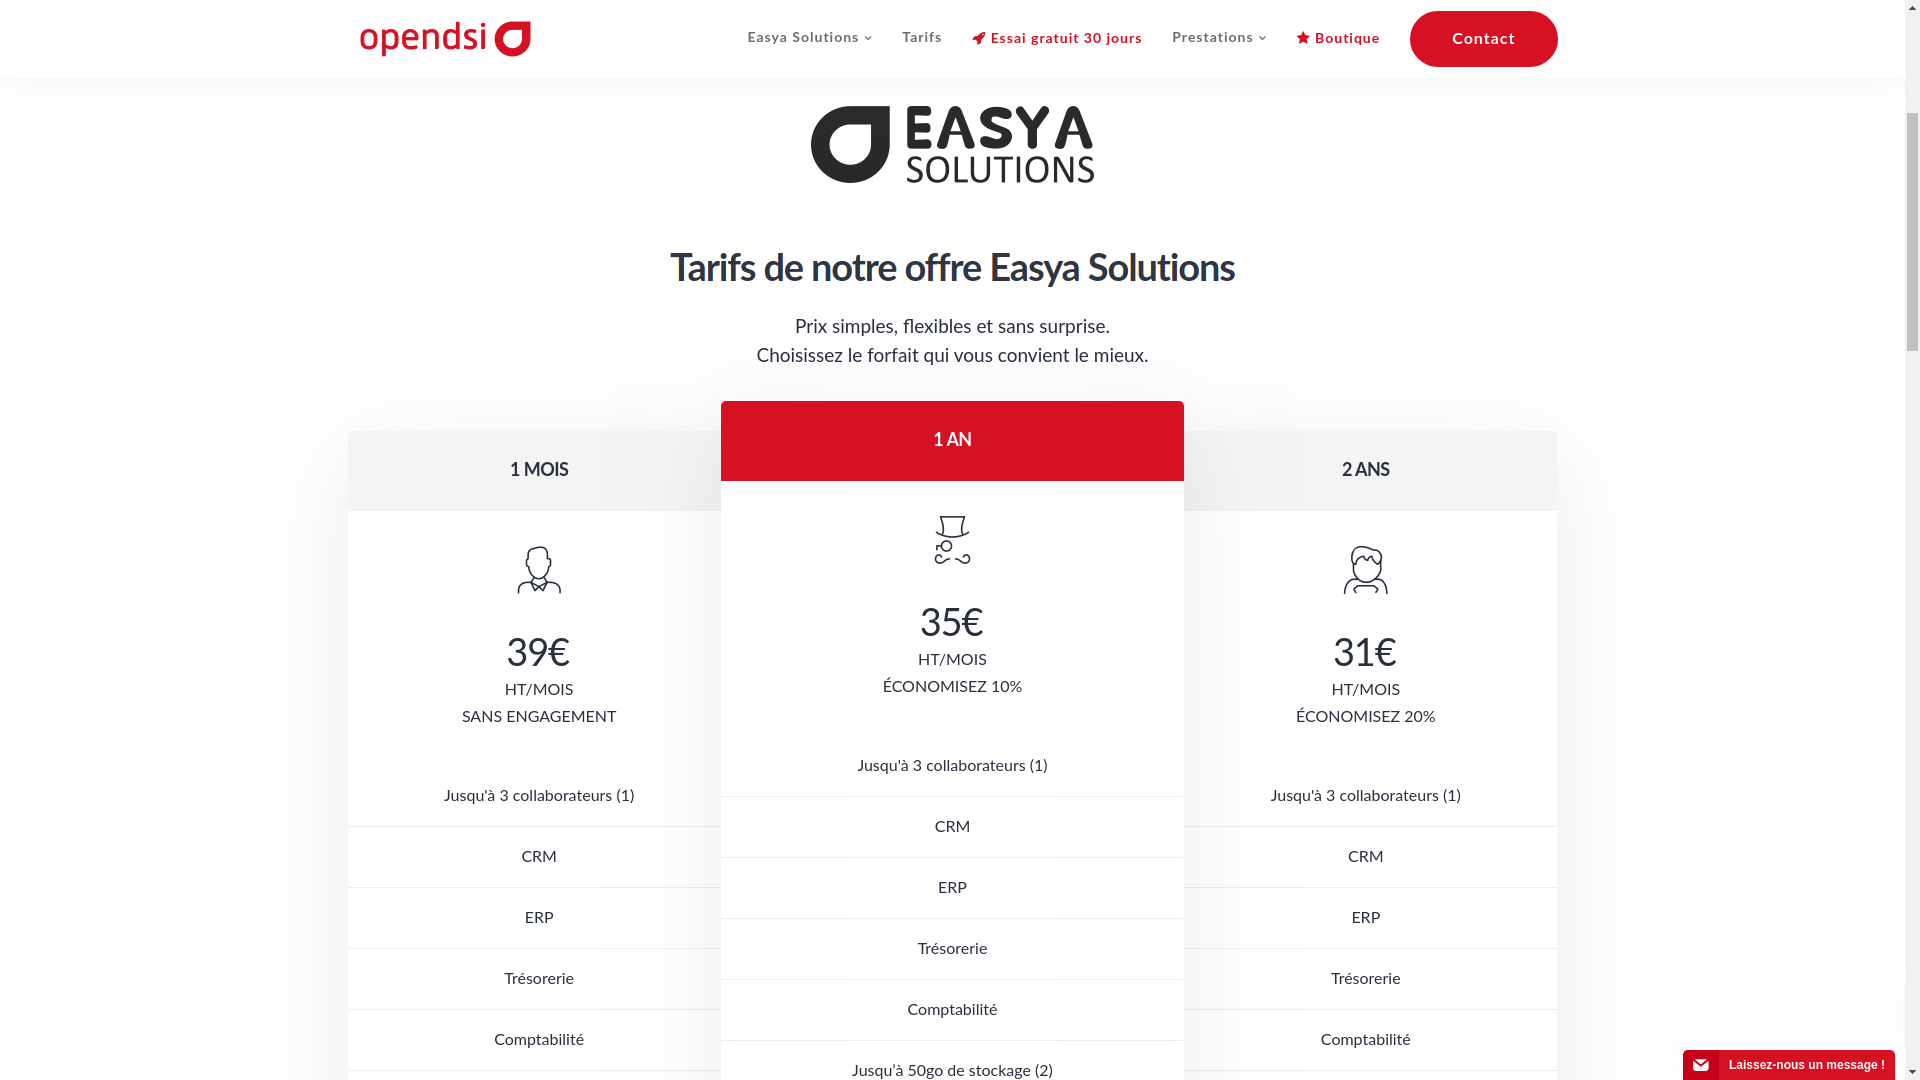 opendsi
Easya Solutions
Tarifs
Essai gratuit 30 jours
Prestations
Boutique
Contact
EASYA
SOLUTIONS
Tarifs de notre offre Easya Solutions
Prix simples, flexibles et sans surprise.
Choisissez le forfait qui vous convient le mieux.
1 MOIS
39€
HT/MOIS
SANS ENGAGEMENT
Jusqu'à 3 collaborateurs (1)
CRM
ERP
Trésorerie
Comptabilité
1 AN
35€
HT/MOIS
ÉCONOMISEZ 10%
Jusqu'à 3 collaborateurs (1)
CRM
ERP
Trésorerie
Comptabilité
Jusqu’à 50go de stockage (2)
2 ANS
31€
HT/MOIS
ÉCONOMISEZ 20%
Jusqu'à 3 collaborateurs (1)
CRM
ERP
Trésorerie
Comptabilité
Laissez-nous un message !